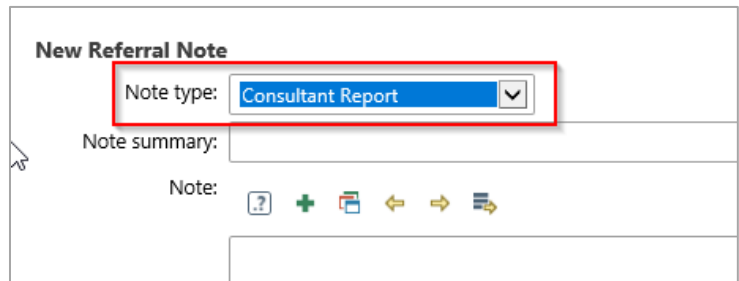 New Referral Note
Note type: Consultant Report
Note summary:
Note:
.?